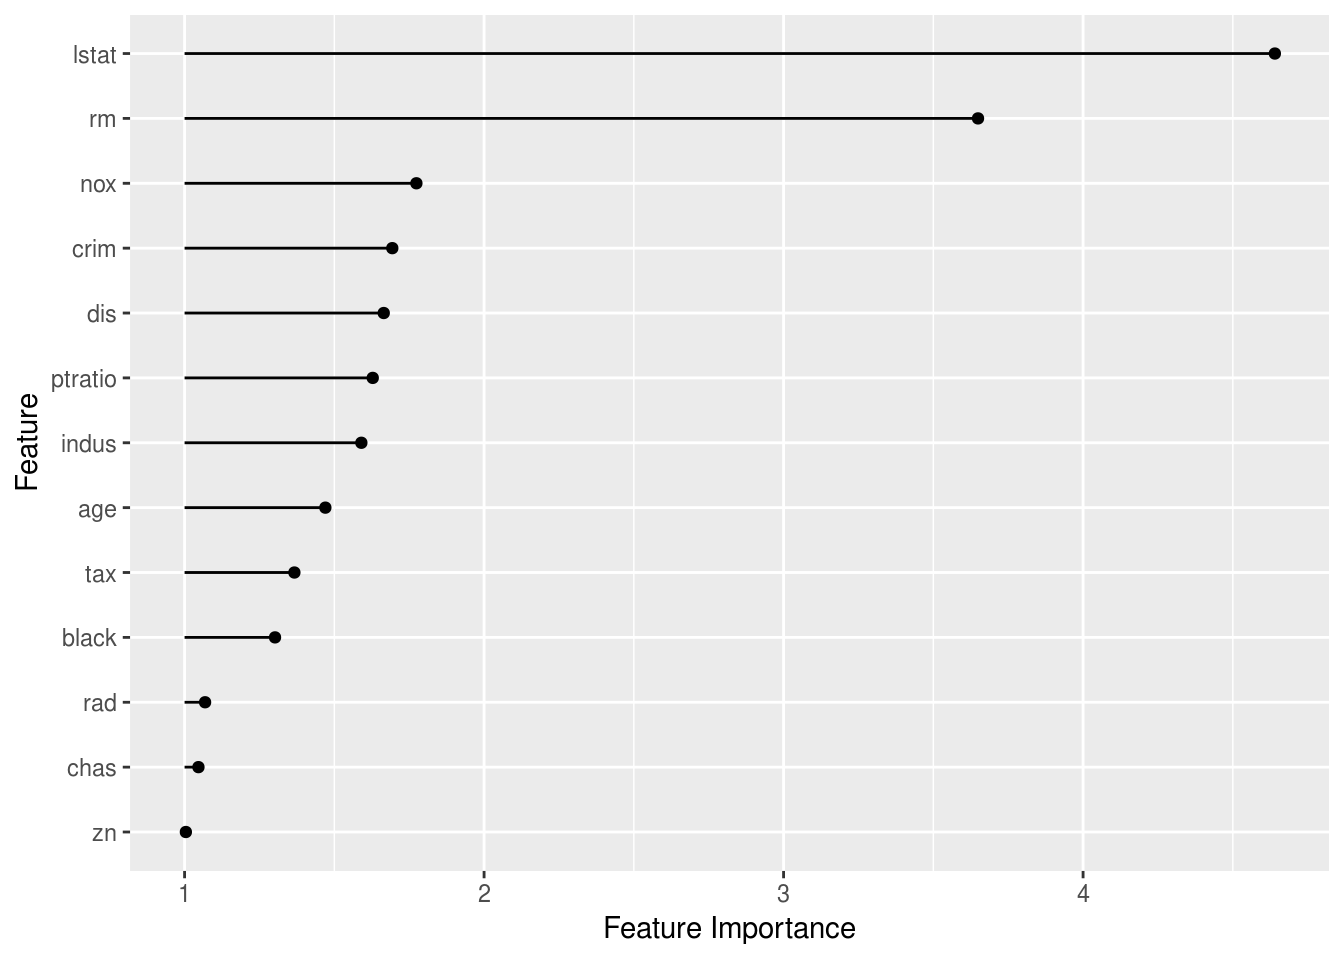 lstat
rm
nox
crim
dis
ptratio
indus
age
tax
black
rad
chas
zn
Feature
1 2 3 4
Feature Importance